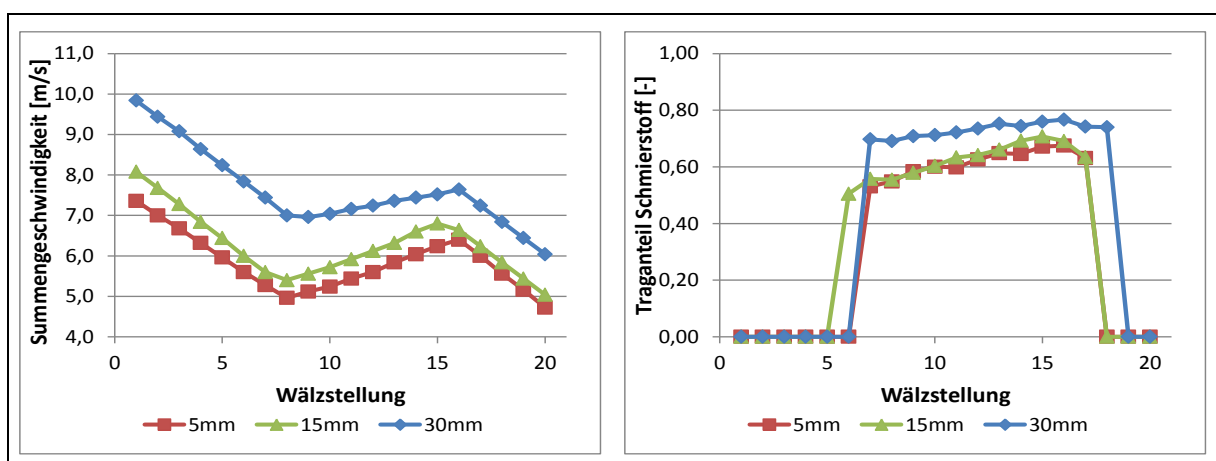 Summengeschwindigkeit [m/s]
11,0
10,0
9,0
8,0
7,0
6,0
5,0
4,0
0
5
10
15
20
Wälzstellung
5mm
15mm
30mm
Traganteil Schmierstoff [-]
1,00
0,80
0,60
0,40
0,20
0,00
0
5
10
15
20
Wälzstellung
5mm
15mm
30mm